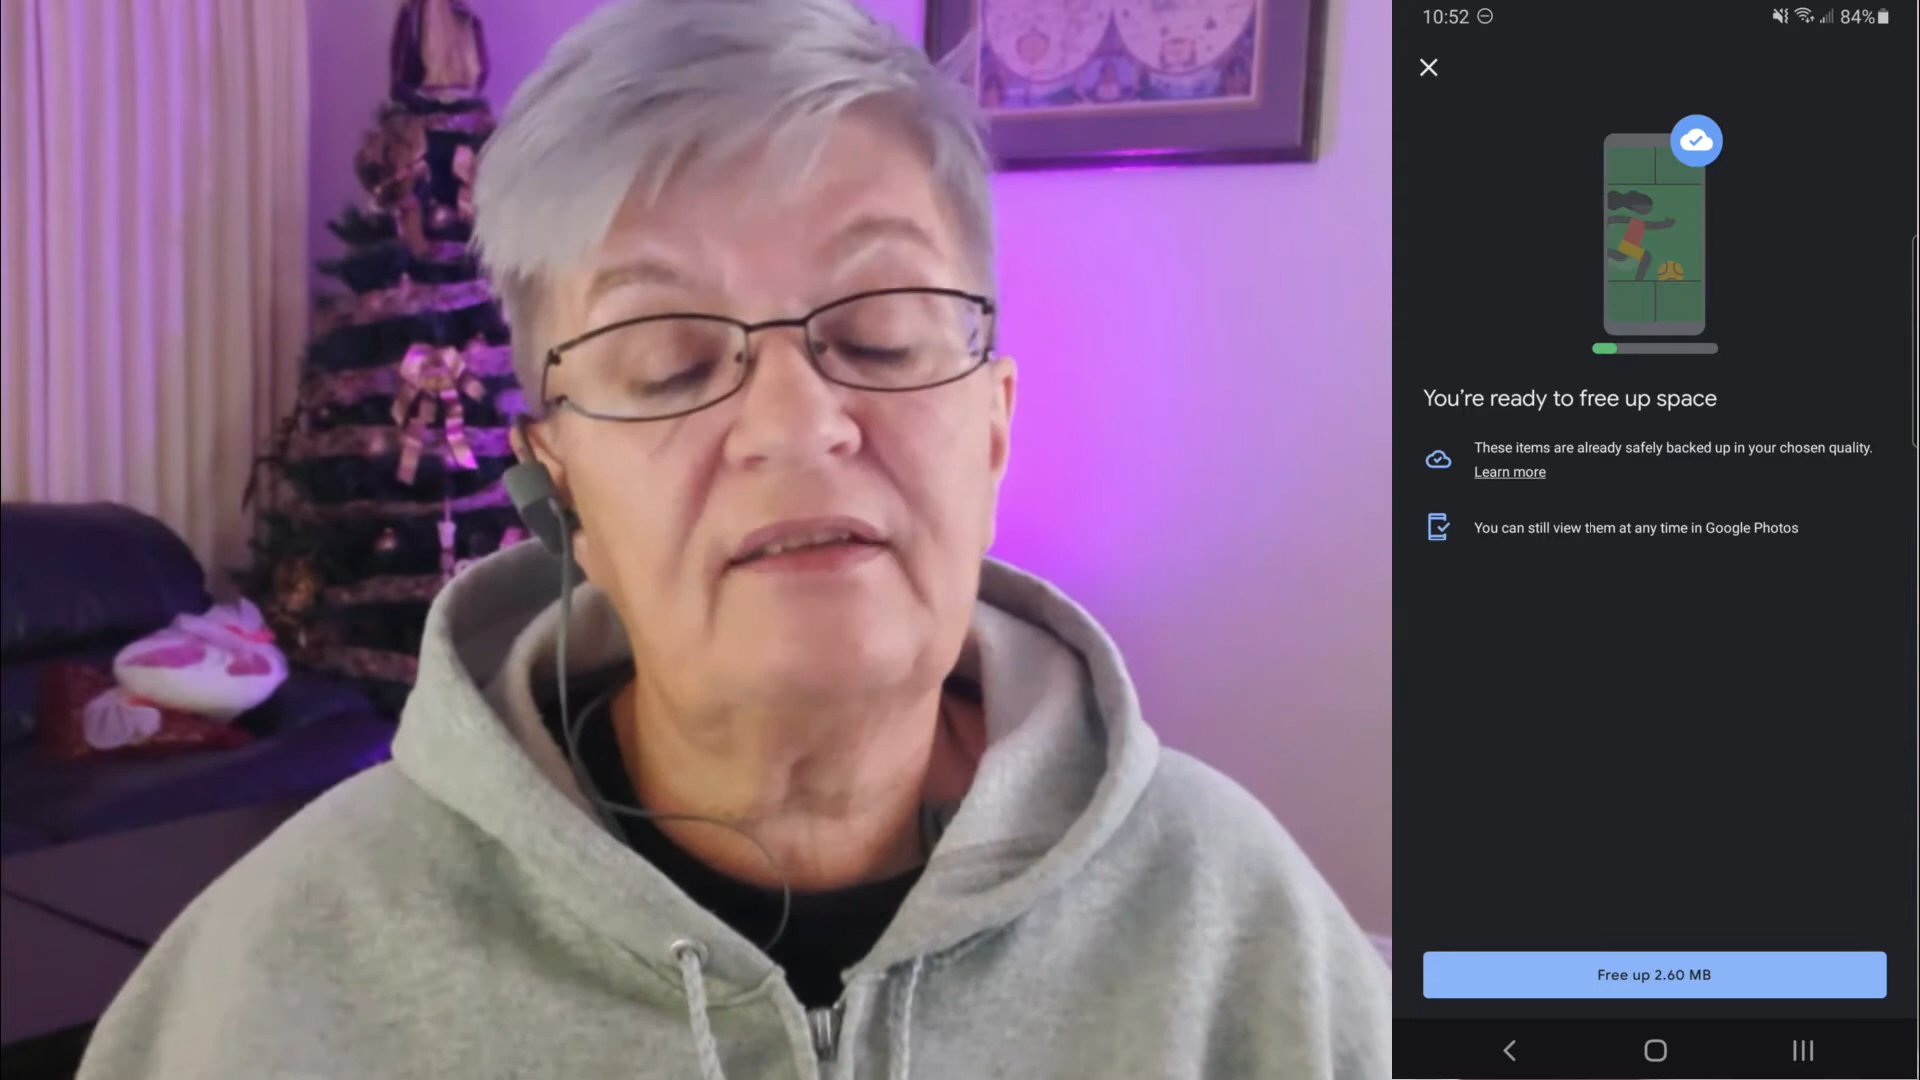 10:52
84%
You're ready to free up space
These items are already safely backed up in your chosen quality.
Learn more
You can still view them at any time in Google Photos
Free up 2.60 MB